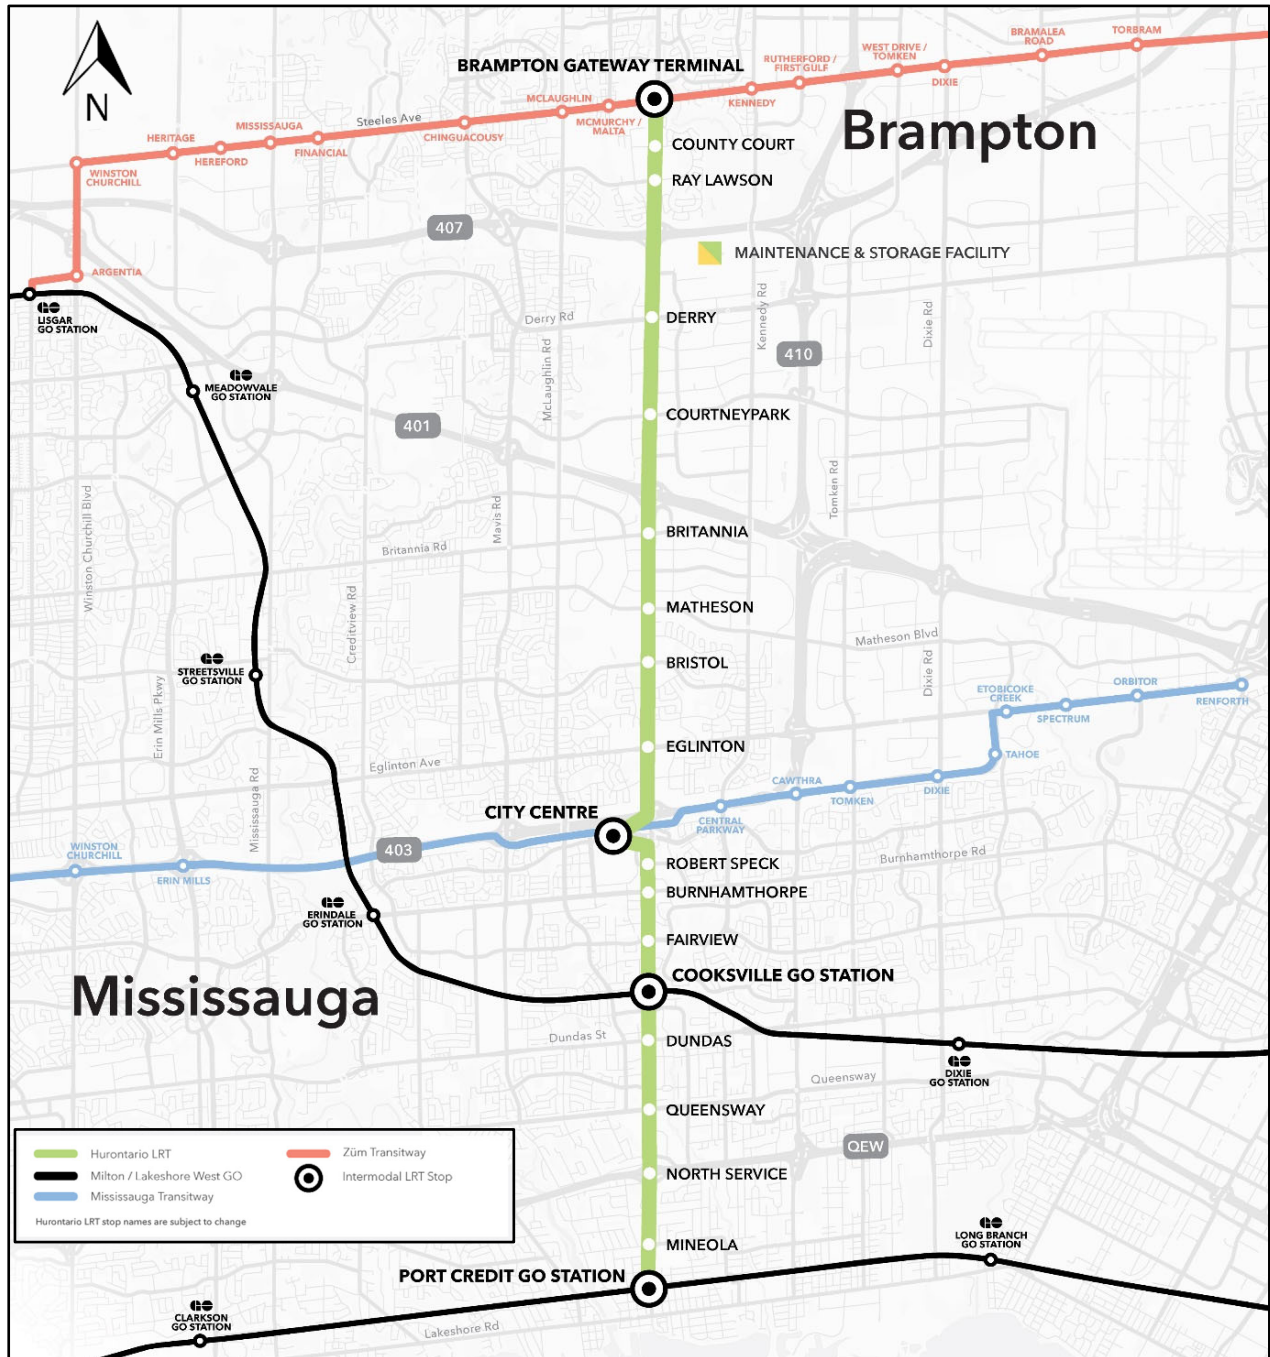 BRAMALEA
ROAD
TORBRAM
WEST DRIVE /
TOMKEN
DIXIE
RUTHERFORD /
FIRST GULF
KENNEDY
BRAMPTON GATEWAY TERMINAL
N
MCLAUGHLIN
MCMURCHY /
MALTA
Steeles Ave
CHINGUACOUSY
MISSISSAUGA
FINANCIAL
HERITAGE
HEREFORD
WINSTON
CHURCHILL
Brampton
COUNTY COURT
RAY LAWSON
407
MAINTENANCE & STORAGE FACILITY
ARGENTIA
GO
LISGAR
GO STATION
Derry Rd
DERRY
Kennedy Rd
Dixie Rd
410
McLaughlin Rd
GO
MEADOWVALE
GO STATION
401
COURTNEYPARK
Tomken Rd
Winston Churchill Blvd
Mavis Rd
BRITANNIA
Britannia Rd
Creditview Rd
MATHESON
Matheson Blvd
GO
STREETSVILLE
GO STATION
BRISTOL
Dixie Rd
ETOBICOKE
CREEK
SPECTRUM
ORBITOR
RENFORTH
Erin Mills Pkwy
EGLINTON
TAHOE
Eglinton Ave
Mississauga Rd
CAWTHRA
TOMKEN
DIXIE
CENTRAL
PARKWAY
CITY CENTRE
403
WINSTON
CHURCHILL
ERIN MILLS
Burnhamthorpe Rd
ROBERT SPECK
BURNHAMTHORPE
GO
ERINDALE
GO STATION
FAIRVIEW
COOKSVILLE GO STATION
Mississauga
Dundas St
DUNDAS
GO
DIXIE
GO STATION
Queensway
QUEENSWAY
QEW
NORTH SERVICE
Hurontario LRT
Milton / Lakeshore West GO
Mississauga Transitway
Züm Transitway
Intermodal LRT Stop
Hurontario LRT stop names are subject to change
MINEOLA
GO
LONG BRANCH
GO STATION
PORT CREDIT GO STATION
GO
CLARKSON
GO STATION
Lakeshore Rd